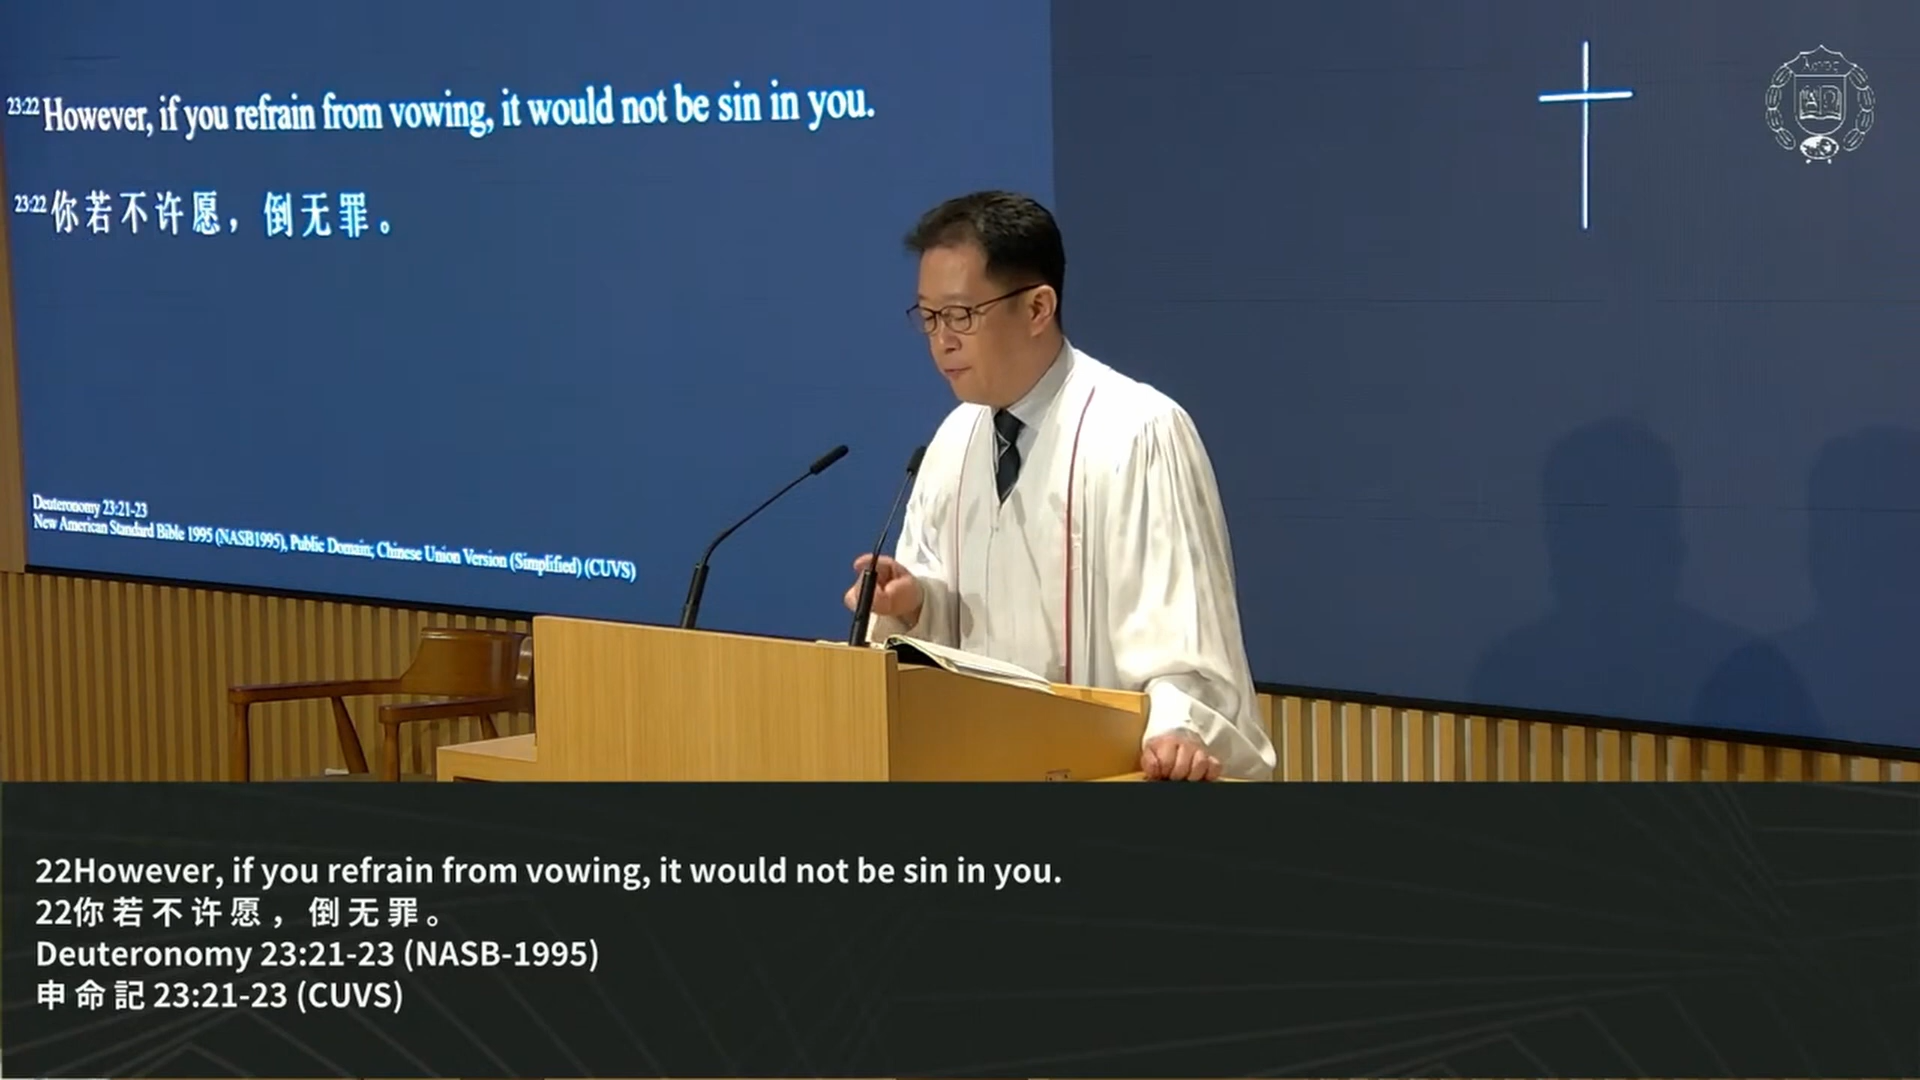 23:22 However, if you refrain from vowing, it would not be sin in you.
23:22 你若不许愿，倒无罪。
Deuteronomy 23:21-23
New American Standard Bible 1995 (NASB1995), Public Domain; Chinese Union Version (Simplified) (CUVS)
22However, if you refrain from vowing, it would not be sin in you.
22你若不许愿，倒无罪。
Deuteronomy 23:21-23 (NASB-1995)
申命記 23:21-23 (CUVS)